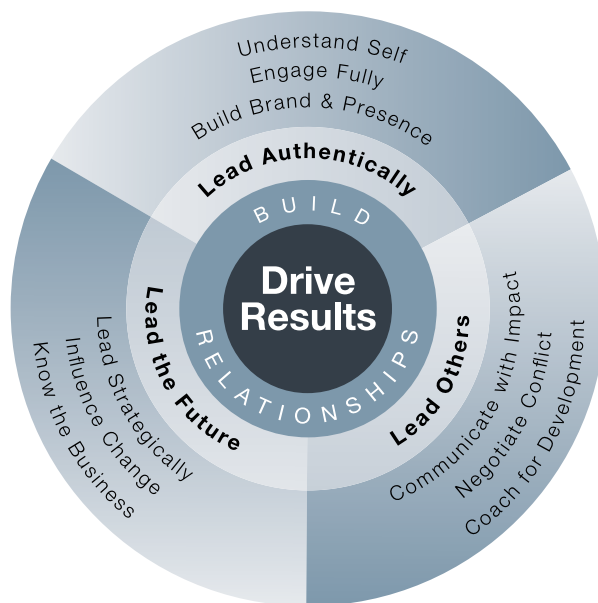 Understand Self
Engage Fully
Build Brand & Presence
Lead Authentically
BUILD
Drive
Results
RELATIONSHIPS
Lead Others
Communicate with Impact
Negotiate Conflict
Coach for Development
Lead the Future
Lead Strategically
Influence Change
Know the Business